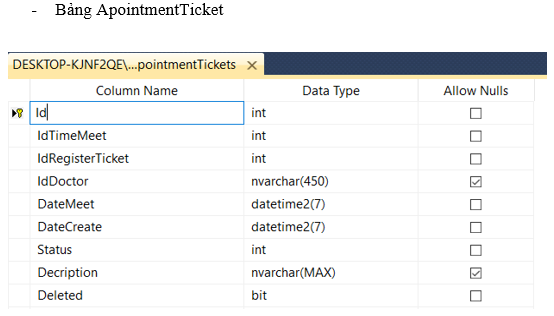 - Bảng ApointmentTicket
DESKTOP-KJNF2QE\...pointmentTickets ×
Column Name Data Type Allow Nulls
Id int
IdTimeMeet int
IdRegisterTicket int
IdDoctor nvarchar(450)
DateMeet datetime2(7)
DateCreate datetime2(7)
Status int
Decription nvarchar(MAX)
Deleted bit